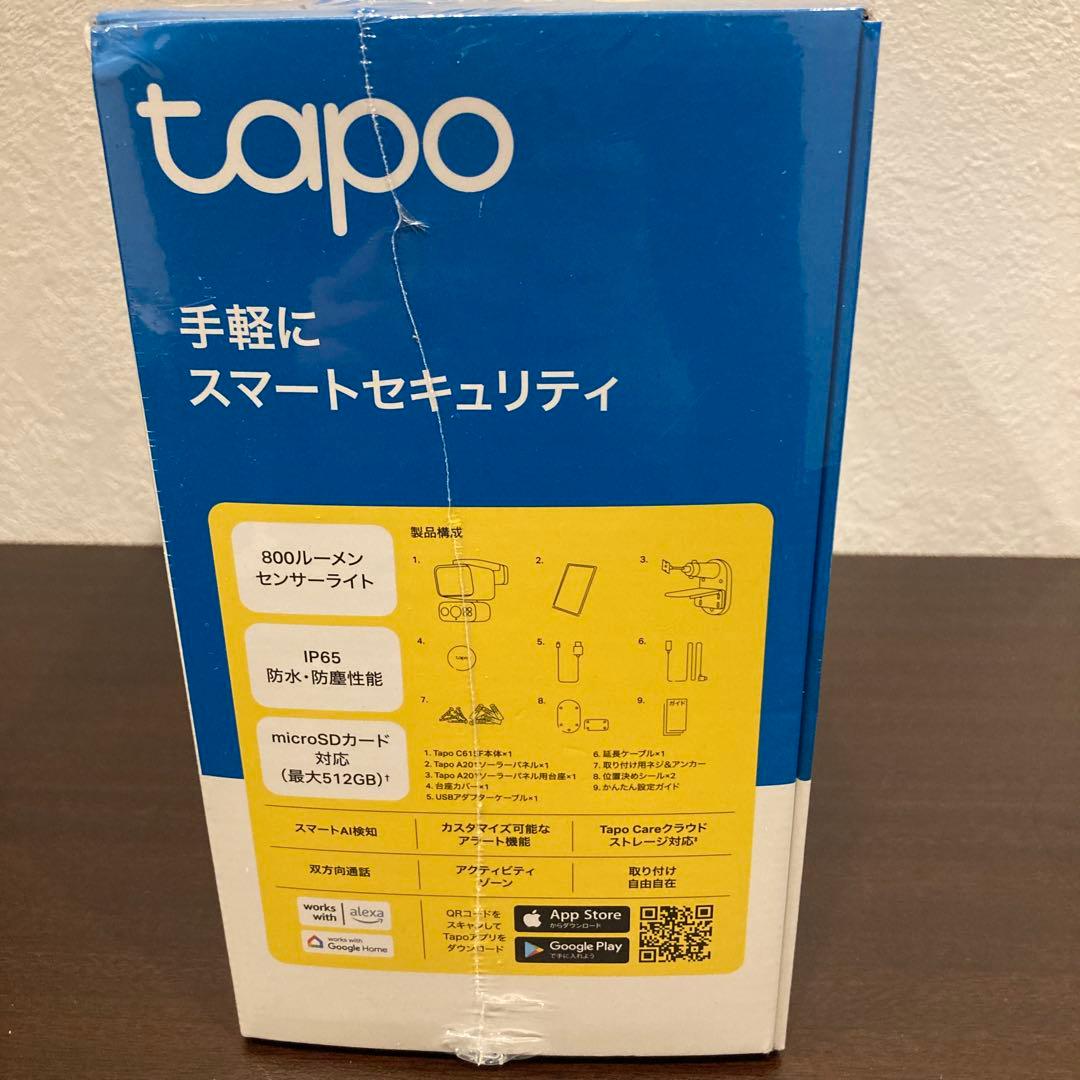 tapo
手軽に
スマートセキュリティ
800ルーメン
センサーライト
IP65
防水・防塵性能
microSDカード
対応
(最大512GB)†
製品構成
1.
2.
3.
4.
tapo
5.
6.
7.
8.
9.
ガイド
1. Tapo C615F本体×1
2. Tapo A201ソーラーパネル×1
3. Tapo A201ソーラーパネル用台座×1
4. 台座カバー×1
5. USBアダプターケーブル×1
6. 延長ケーブル×1
7. 取り付け用ネジ&アンカー
8. 位置決めシール×2
9. かんたん設定ガイド
スマートAI検知
カスタマイズ可能な
アラート機能
Tapo Careクラウド
ストレージ対応‡
双方向通話
アクティビティ
ゾーン
取り付け
自由自在
works
with
alexa
works with
Google Home
QRコードを
スキャンして
Tapoアプリを
ダウンロード
App Store
からダウンロード
Google Play
で手に入れよう